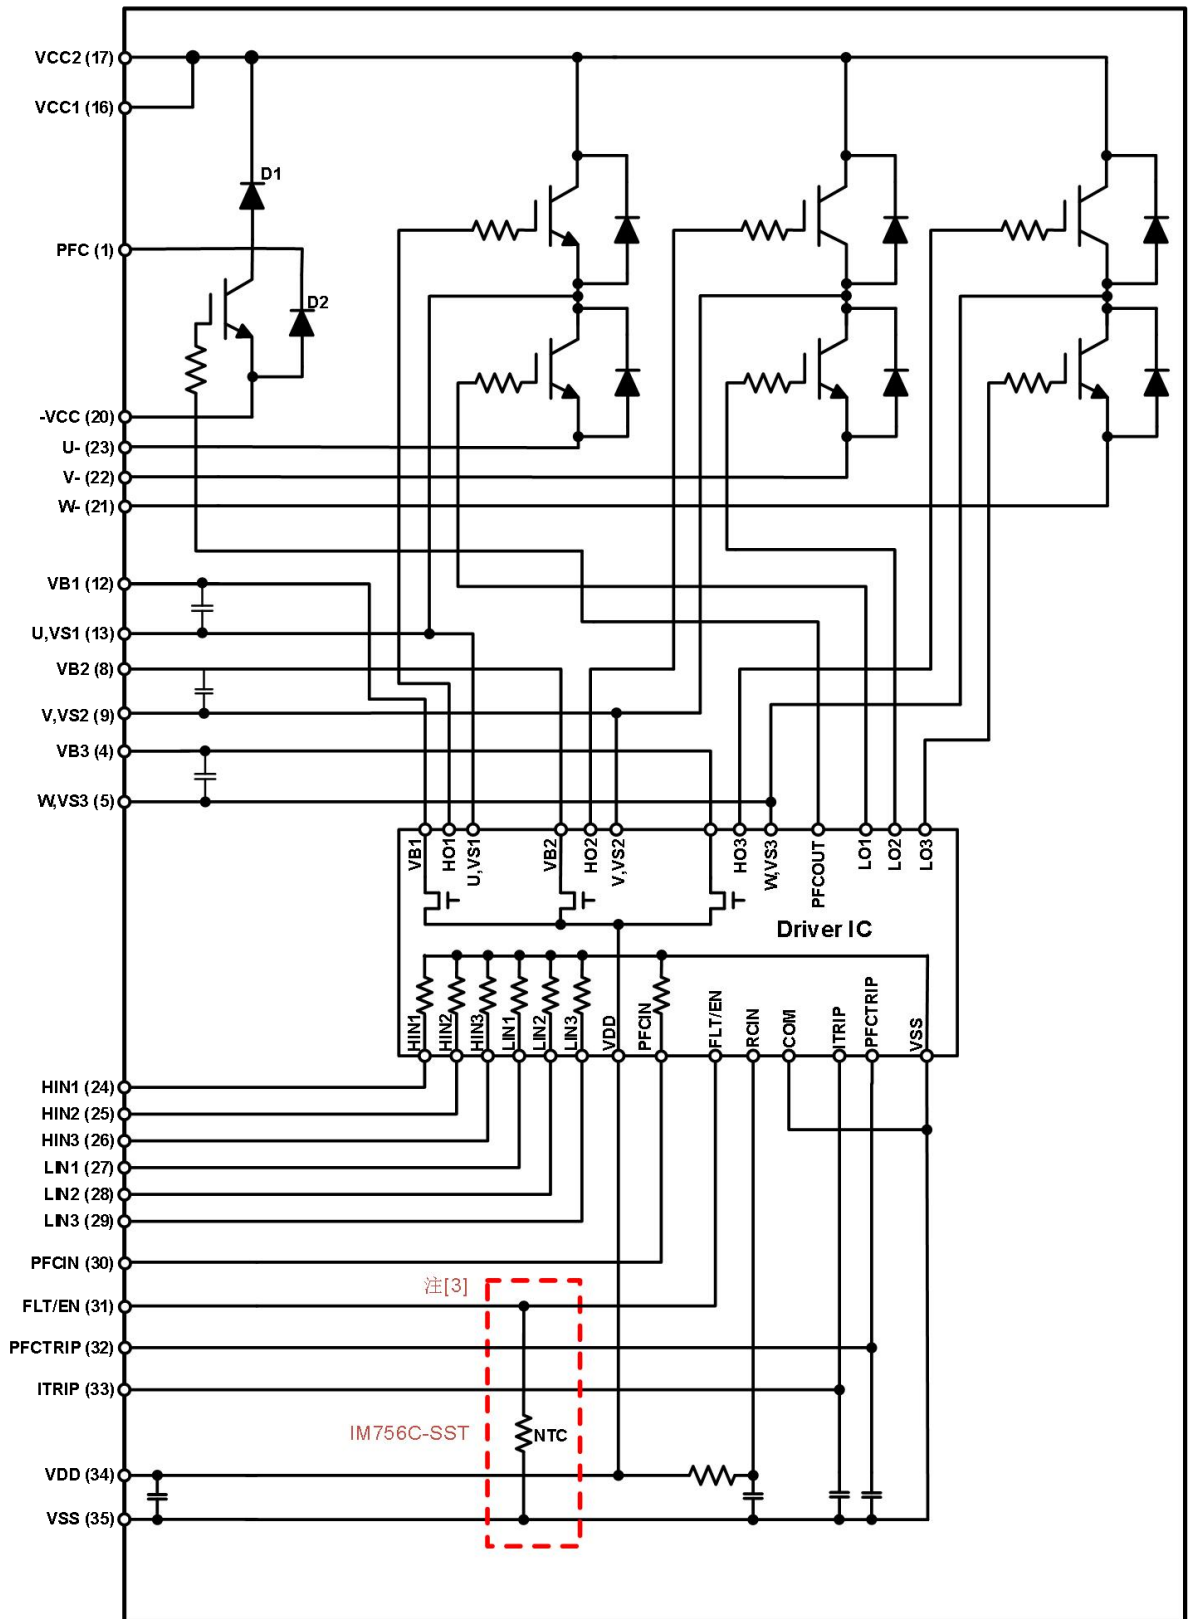 VCC2 (17)
VCC1 (16)
D1
PFC (1)
D2
-VCC (20)
U- (23)
V- (22)
W- (21)
VB1 (12)
U,VS1 (13)
VB2 (8)
V,VS2 (9)
VB3 (4)
W,VS3 (5)
VB1
HO1
U,VS1
VB2
HO2
V,VS2
HO3
W,VS3
PFCOUT
LO1
LO2
LO3
Driver IC
HIN1
HIN2
HIN3
LIN1
LIN2
LIN3
VDD
PFCIN
FLT/EN
RCIN
COM
ITRIP
PFCTRIP
VSS
HIN1 (24)
HIN2 (25)
HIN3 (26)
LIN1 (27)
LIN2 (28)
LIN3 (29)
PFCIN (30)
注[3]
FLT/EN (31)
PFCTRIP (32)
ITRIP (33)
IM756C-SST
NTC
VDD (34)
VSS (35)